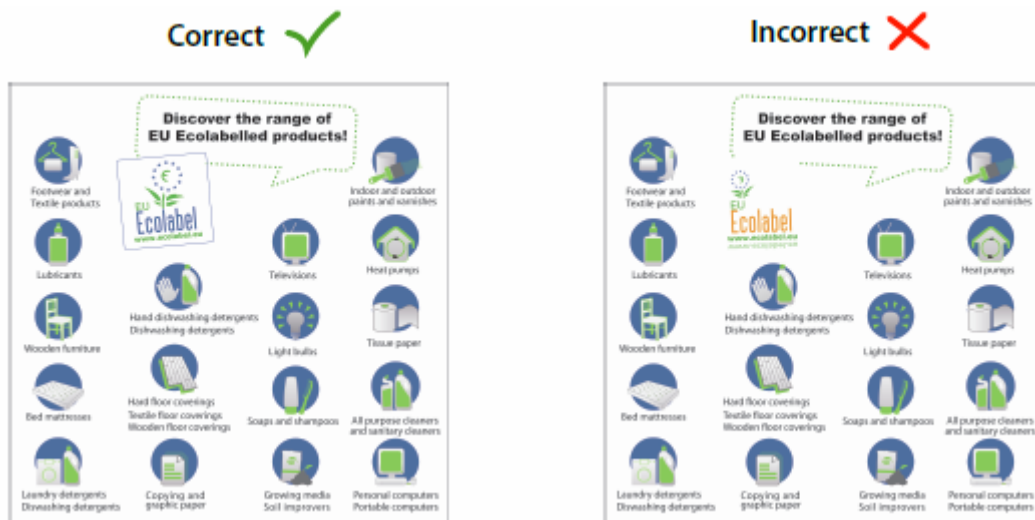 Correct
Discover the range of
EU Ecolabelled products!
EU
Ecolabel
www.ecolabel.eu
Footwear and
Textile products
Indoor and outdoor
paints and varnishes
Lubricants
Televisions
Heat pumps
Hand dishwashing detergents
Dishwashing detergents
Wooden furniture
Light bulbs
Tissue paper
Bed mattresses
Hard floor coverings
Textile floor coverings
Wooden floor coverings
Soaps and shampoos
All purpose cleaners
and sanitary cleaners
Laundry detergents
Diswashing detergents
Copying and
graphic paper
Growing media
Soil improvers
Personal computers
Portable computers
Incorrect
Discover the range of
EU Ecolabelled products!
EU
Ecolabel
www.ecolabel.eu
Footwear and
Textile products
Indoor and outdoor
paints and varnishes
Lubricants
Televisions
Heat pumps
Hand dishwashing detergents
Dishwashing detergents
Wooden furniture
Light bulbs
Tissue paper
Bed mattresses
Hard floor coverings
Textile floor coverings
Wooden floor coverings
Soaps and shampoos
All purpose cleaners
and sanitary cleaners
Laundry detergents
Diswashing detergents
Copying and
graphic paper
Growing media
Soil improvers
Personal computers
Portable computers